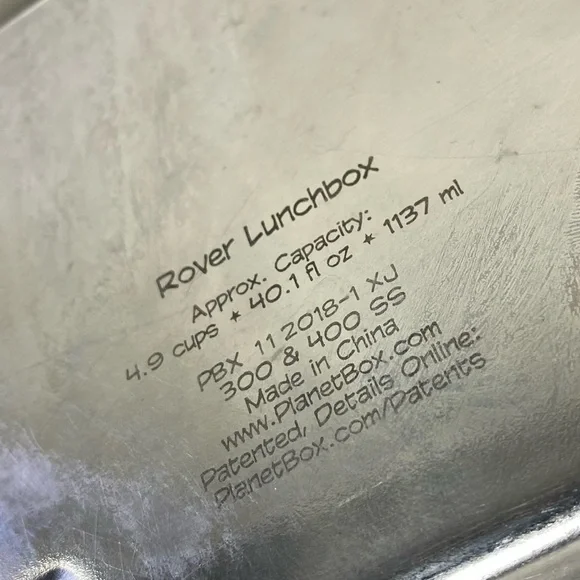 Rover Lunchbox
Approx. Capacity:
4.9 cups * 40.1 fl oz * 1137 ml
PBX 11 2018-1 XJ
300 & 400 SS
Made in China
www.PlanetBox.com
Patented, Details Online:
PlanetBox.com/Patents